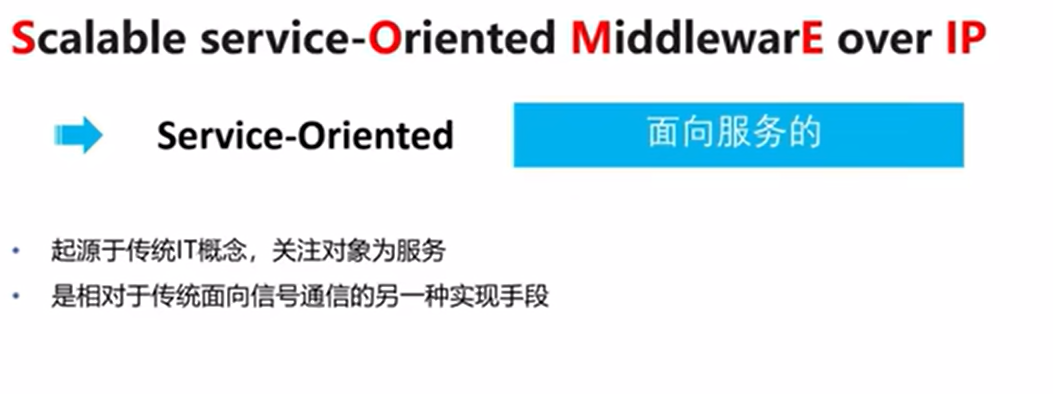 Scalable service-Oriented MiddlewarE over IP
Service-Oriented
面向服务的
• 起源于传统IT概念，关注对象为服务
• 是相对于传统面向信号通信的另一种实现手段